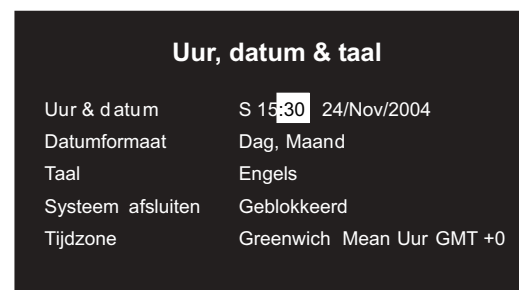 Uur, datum & taal
Uur & datum S 15:30 24/Nov/2004
Datumformaat Dag, Maand
Taal Engels
Systeem afsluiten Geblokkeerd
Tijdzone Greenwich Mean Uur GMT +0